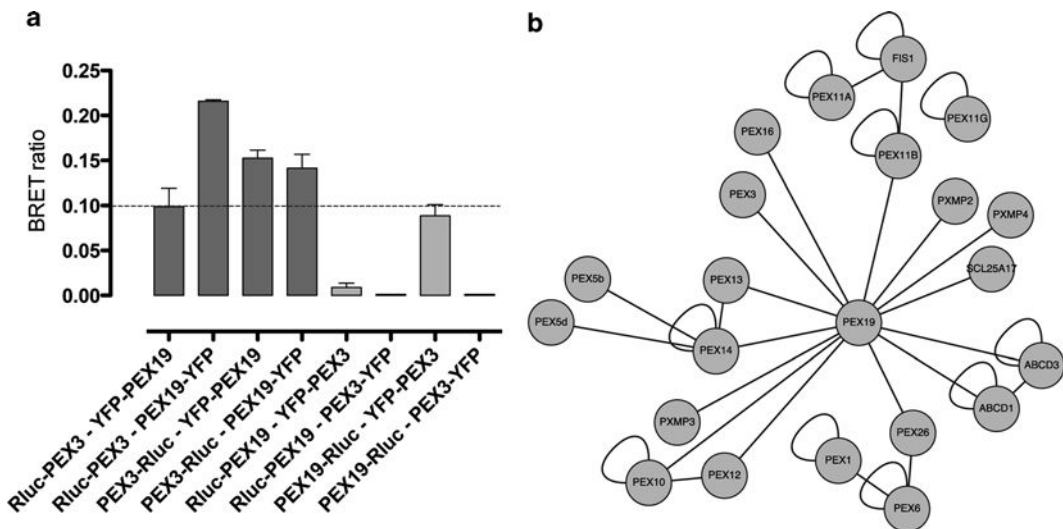 a
b
BRET ratio
0.25
0.20
0.15
0.10
0.05
0.00
Rluc-PEX3 - YFP-PEX19
Rluc-PEX3 - PEX19-YFP
PEX3-Rluc - YFP-PEX19
PEX3-Rluc - PEX19-YFP
Rluc-PEX19 - YFP-PEX3
Rluc-PEX19 - PEX3-YFP
PEX19-Rluc - YFP-PEX3
PEX19-Rluc - PEX3-YFP
FIS1
PEX11A
PEX11G
PEX16
PEX11B
PEX3
PXMP2
PXMP4
SCL25A17
PEX5b
PEX13
PEX5d
PEX19
PEX14
ABCD3
ABCD1
PXMP3
PEX26
PEX1
PEX10
PEX12
PEX6